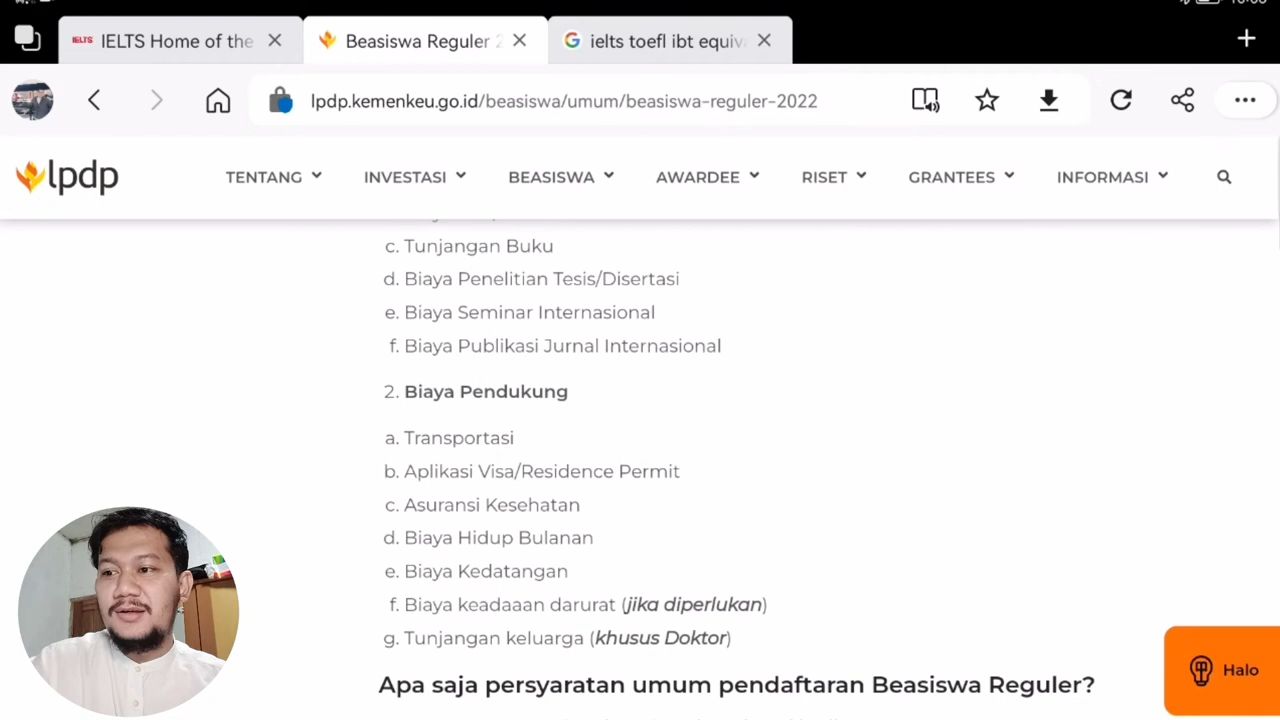 IELTS IELTS Home of the
Beasiswa Reguler 2
ielts toefl ibt equiv
lpdp.kemenkeu.go.id/beasiswa/umum/beasiswa-reguler-2022
lpdp
TENTANG INVESTASI BEASISWA AWARDEE RISET GRANTEES INFORMASI
c. Tunjangan Buku
d. Biaya Penelitian Tesis/Disertasi
e. Biaya Seminar Internasional
f. Biaya Publikasi Jurnal Internasional
2. Biaya Pendukung
a. Transportasi
b. Aplikasi Visa/Residence Permit
c. Asuransi Kesehatan
d. Biaya Hidup Bulanan
e. Biaya Kedatangan
f. Biaya keadaaan darurat (jika diperlukan)
g. Tunjangan keluarga (khusus Doktor)
Halo
Apa saja persyaratan umum pendaftaran Beasiswa Reguler?